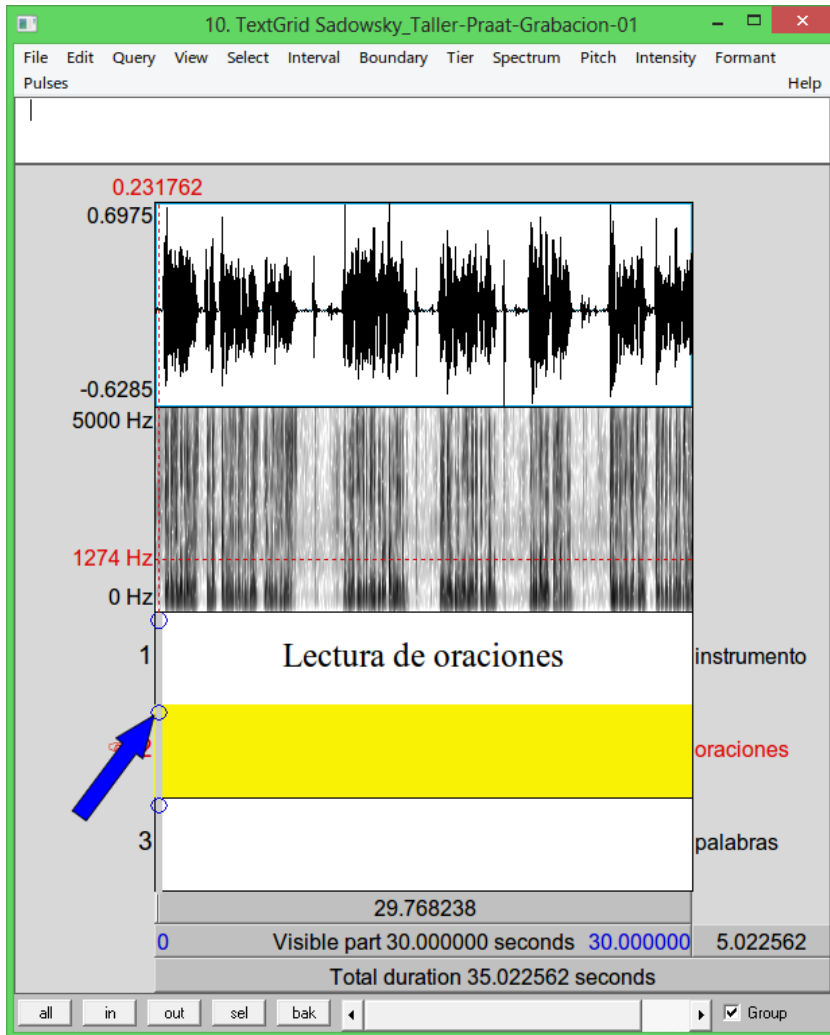 10. TextGrid Sadowsky_Taller-Praat-Grabacion-01
File Edit Query View Select Interval Boundary Tier Spectrum Pitch Intensity Formant
Pulses Help
0.231762
0.6975
-0.6285
5000 Hz
1274 Hz
0 Hz
1 Lectura de oraciones instrumento
2 oraciones
3 palabras
29.768238
0 Visible part 30.000000 seconds 30.000000 5.022562
Total duration 35.022562 seconds
all in out sel bak Group